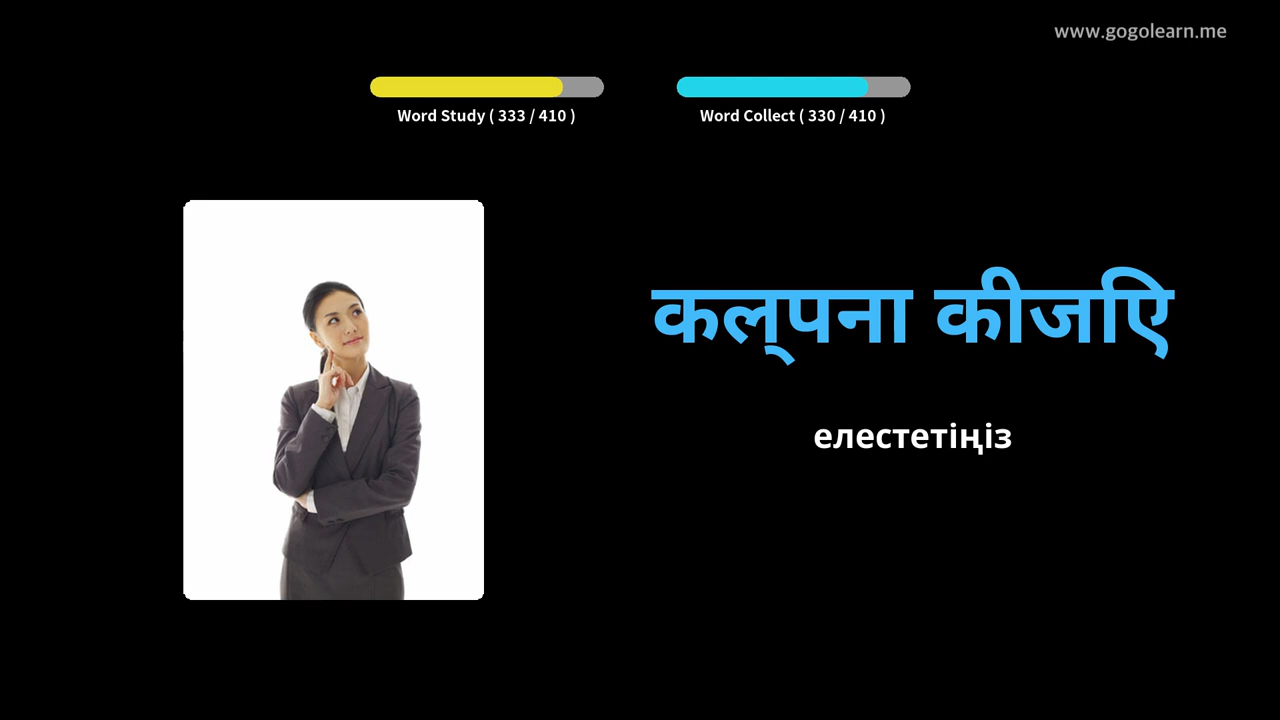 www.gogolearn.me
Word Study ( 333 / 410 )
Word Collect ( 330 / 410 )
कल्पना कीजिए
елестетіңіз